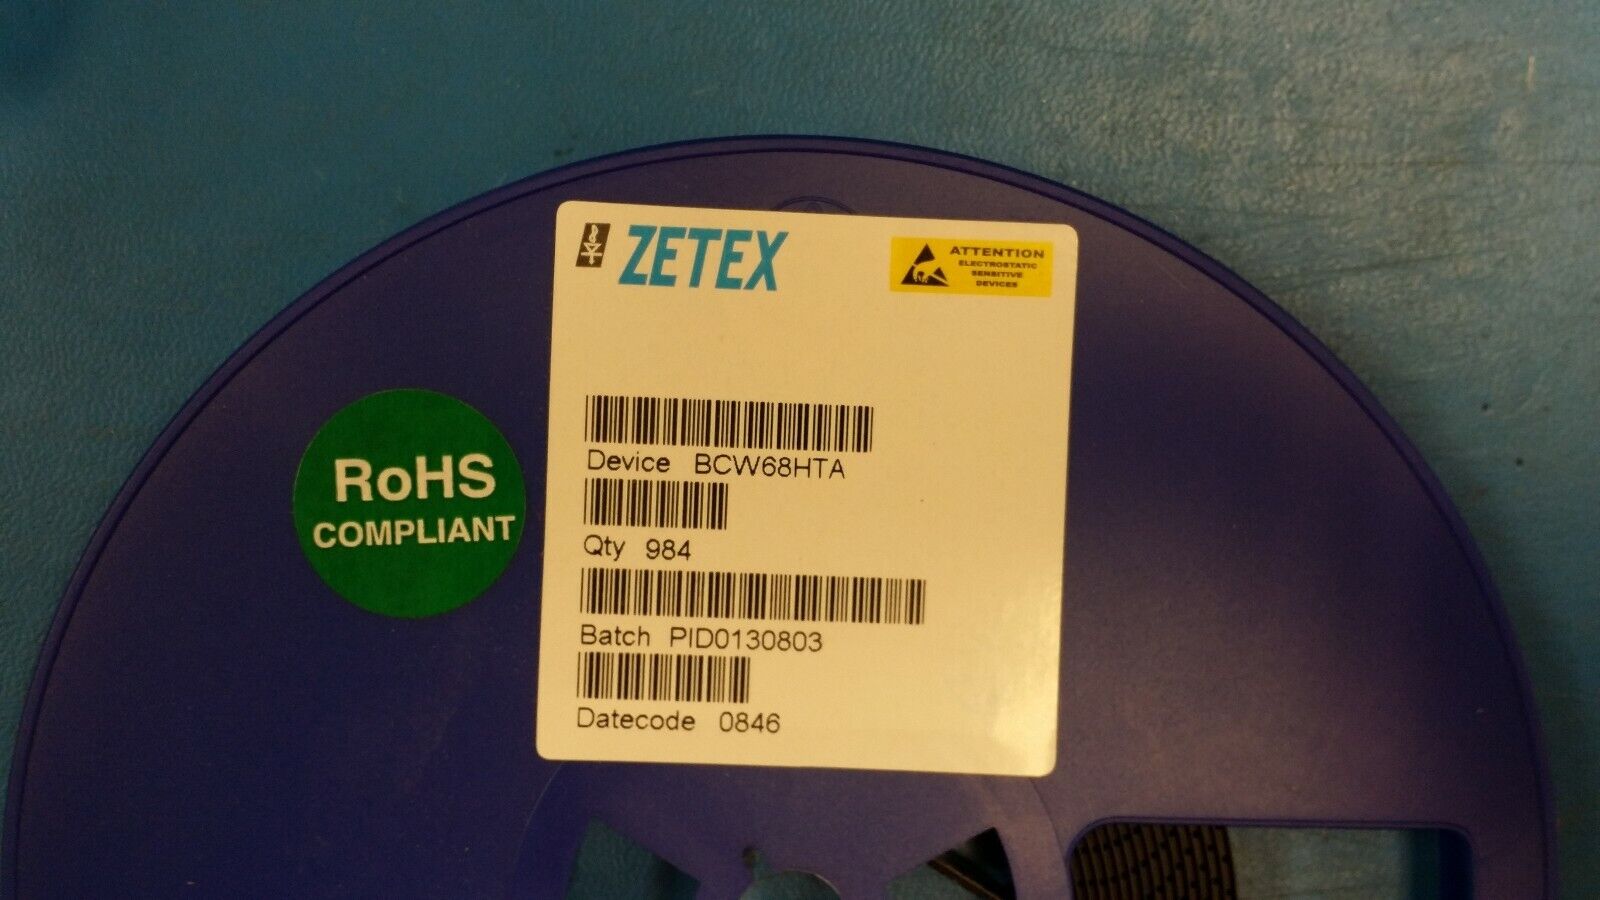 ZETEX
ATTENTION
ELECTROSTATIC
SENSITIVE
DEVICES
Device BCW68HTA
Qty 984
Batch PID0130803
Datecode 0846
RoHS
COMPLIANT